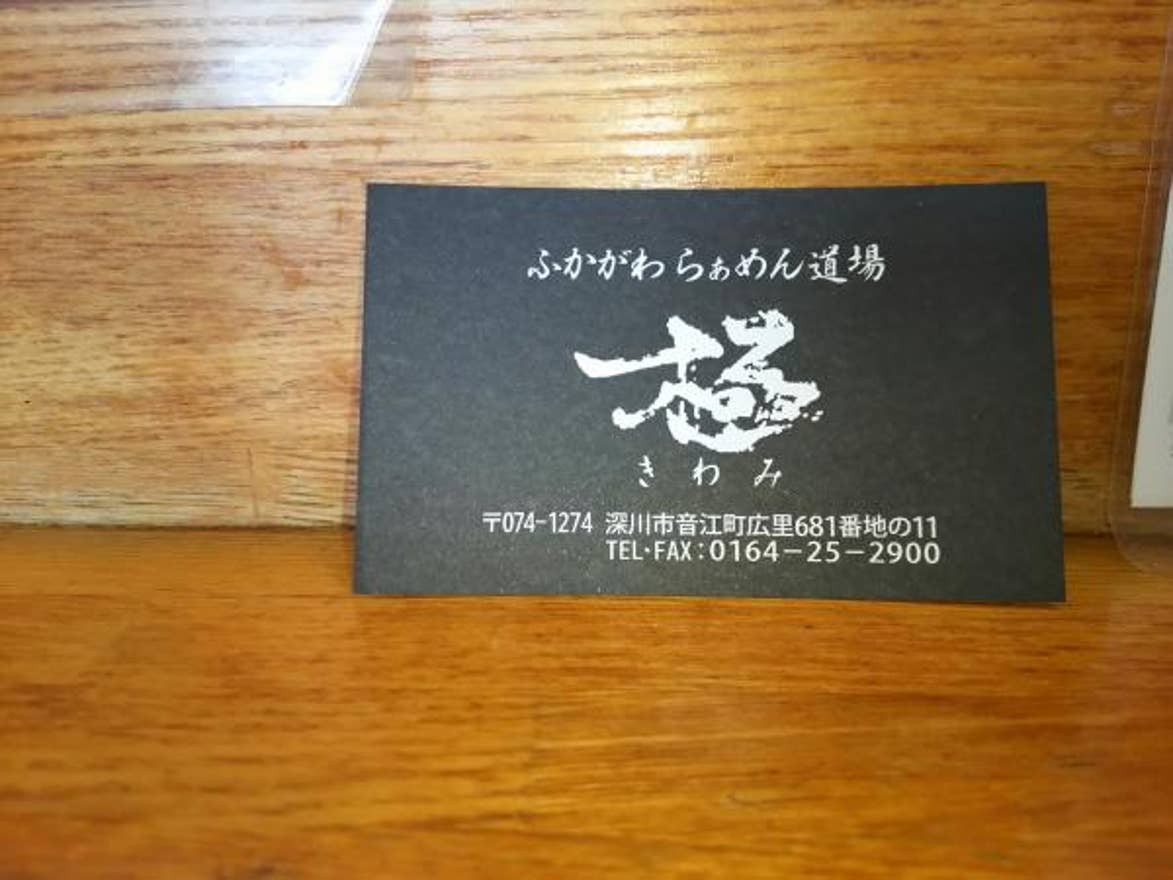 ふかがわ らぁめん道場
極
きわみ
〒074-1274 深川市音江町広里681番地の11
TEL・FAX:0164-25-2900